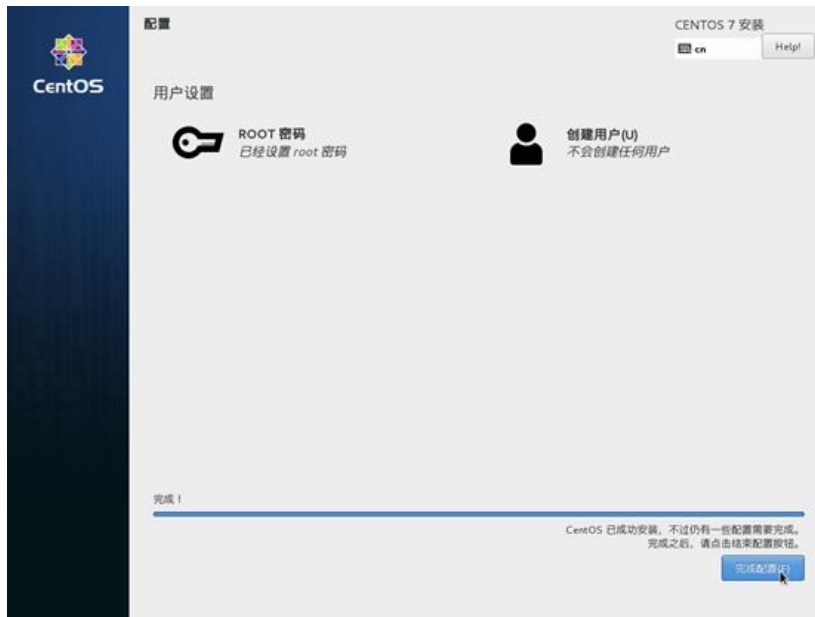 CentOS
配置
CENTOS 7 安装
cn
Help!
用户设置
ROOT 密码
已经设置 root 密码
创建用户(U)
不会创建任何用户
完成！
CentOS 已成功安装，不过仍有一些配置需要完成。
完成之后，请点击结束配置按钮。
完成配置(F)